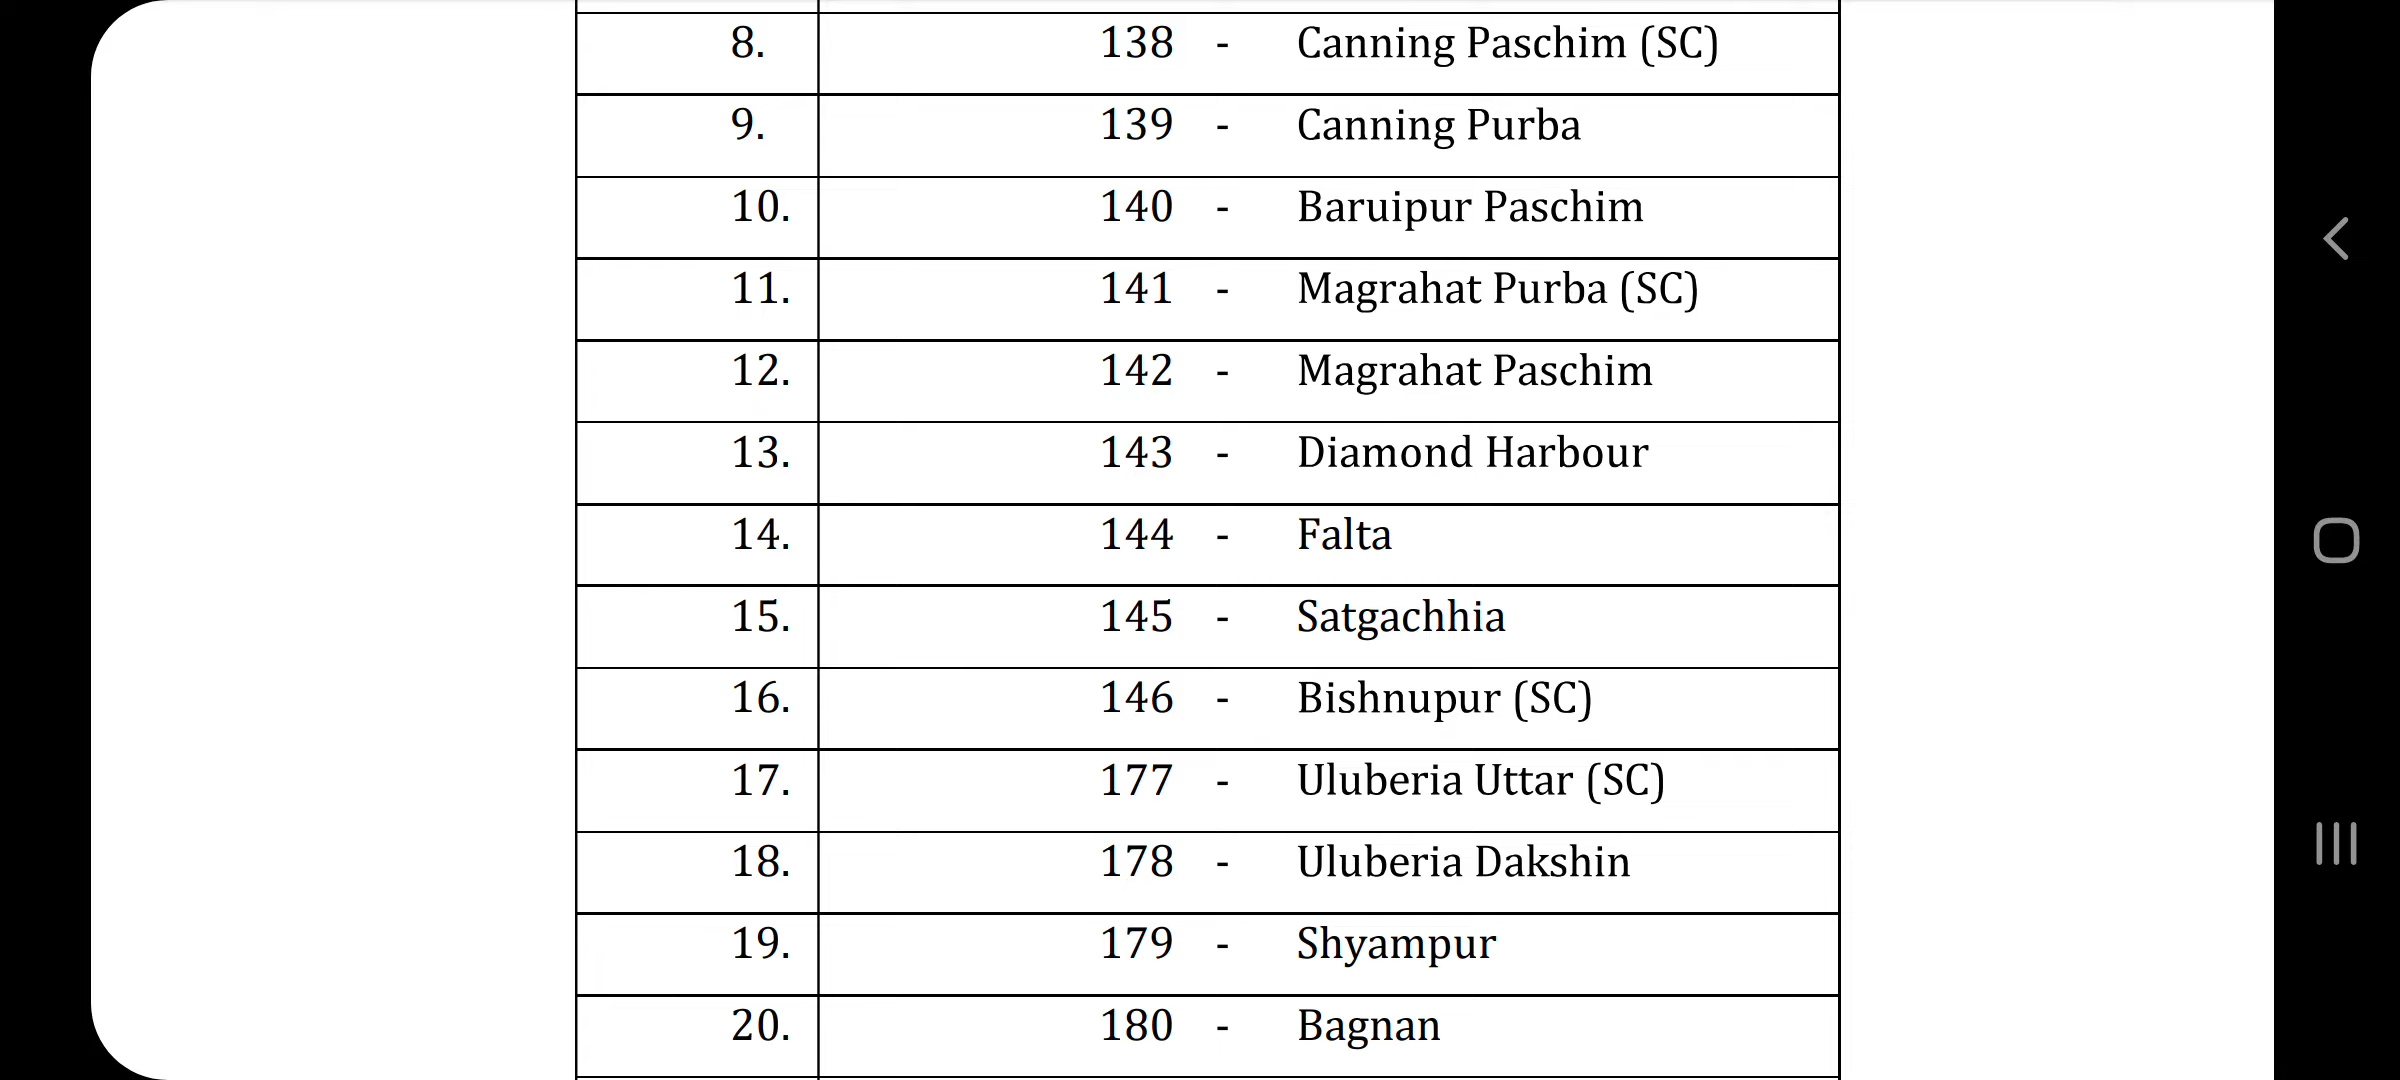 8. 138 - Canning Paschim (SC)
9. 139 - Canning Purba
10. 140 - Baruipur Paschim
11. 141 - Magrahat Purba (SC)
12. 142 - Magrahat Paschim
13. 143 - Diamond Harbour
14. 144 - Falta
15. 145 - Satgachhia
16. 146 - Bishnupur (SC)
17. 177 - Uluberia Uttar (SC)
18. 178 - Uluberia Dakshin
19. 179 - Shyampur
20. 180 - Bagnan